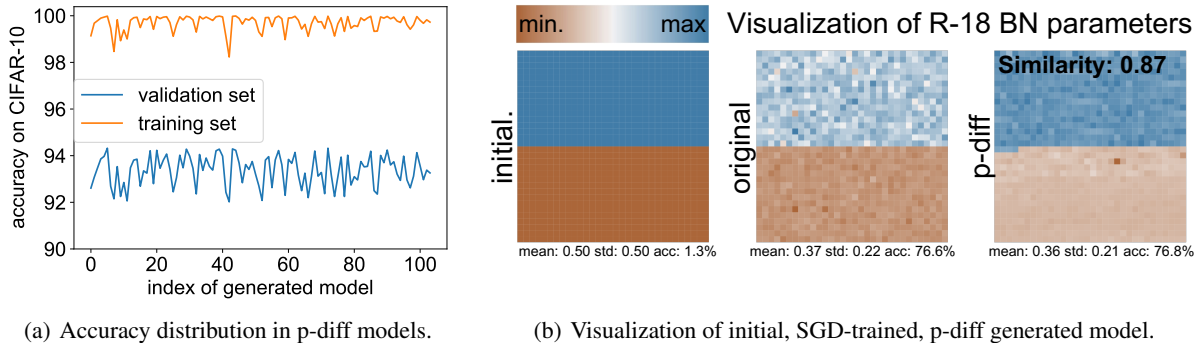 100
98
96
94
92
90
accuracy on CIFAR-10
validation set
training set
0
20
40
60
80
100
index of generated model
(a) Accuracy distribution in p-diff models.
min.
max
Visualization of R-18 BN parameters
initial.
mean: 0.50 std: 0.50 acc: 1.3%
original
mean: 0.37 std: 0.22 acc: 76.6%
p-diff
Similarity: 0.87
mean: 0.36 std: 0.21 acc: 76.8%
(b) Visualization of initial, SGD-trained, p-diff generated model.